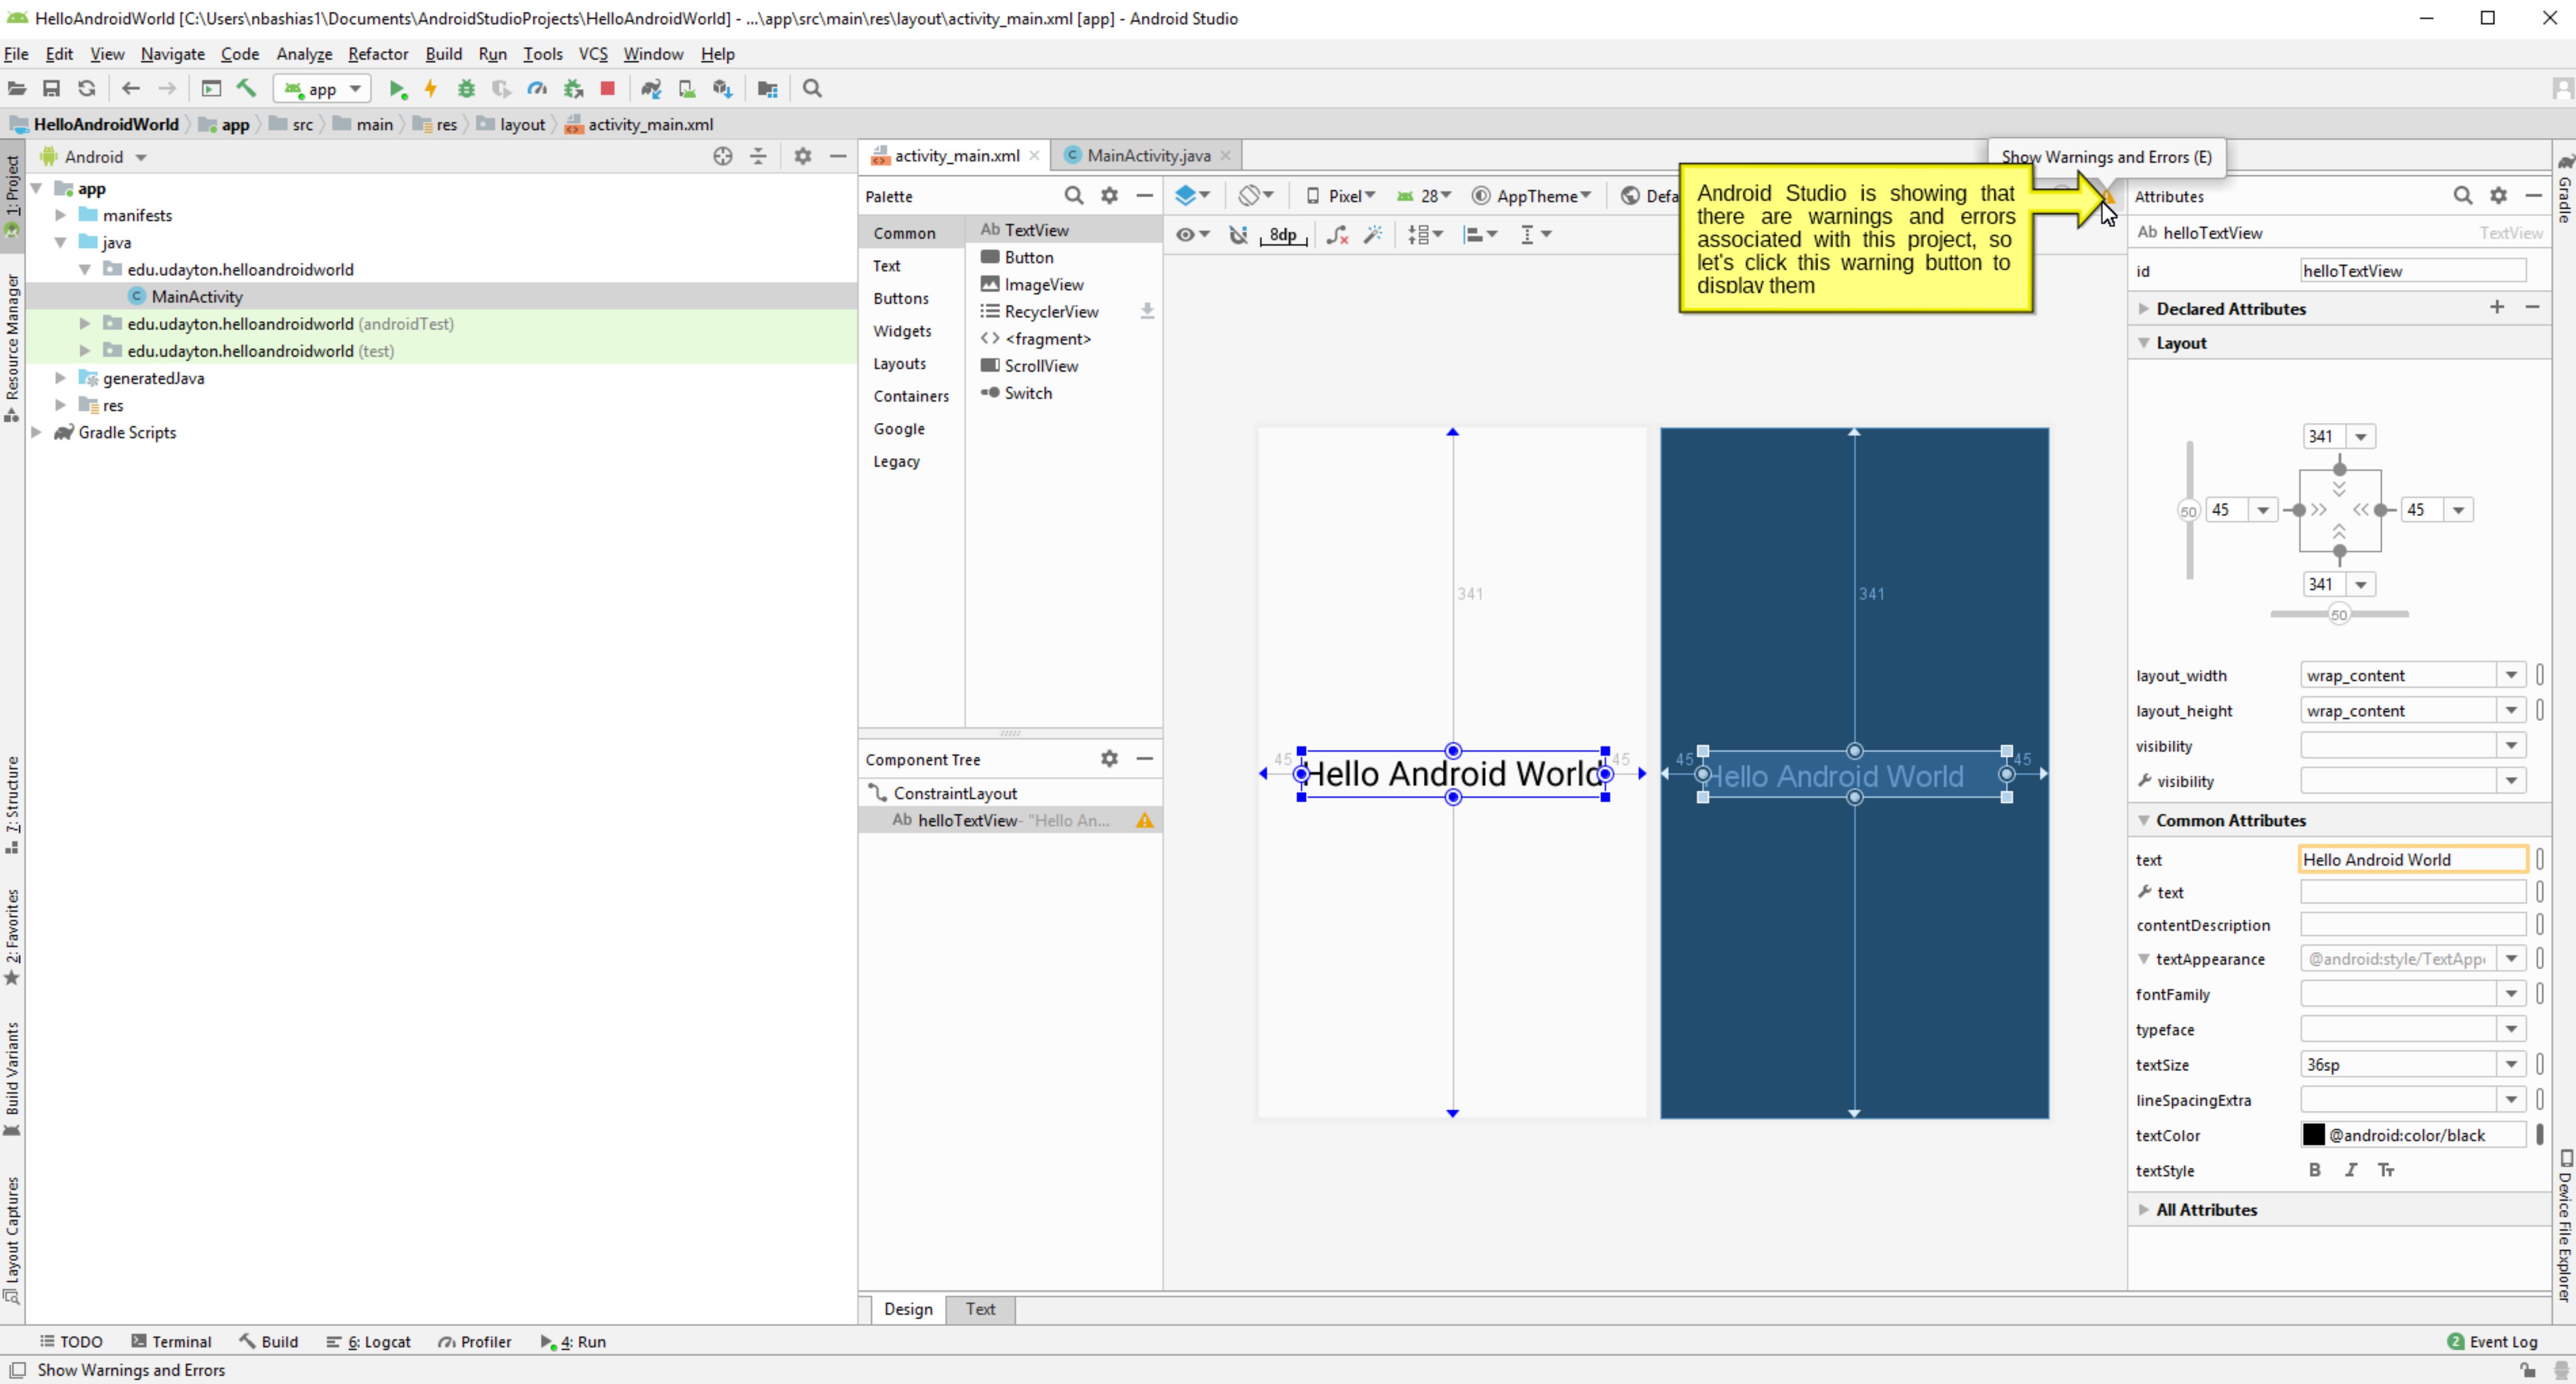 HelloAndroidWorld [C:\Users\nbashias1\Documents\AndroidStudioProjects\HelloAndroidWorld] - ...\app\src\main\res\layout\activity_main.xml [app] - Android Studio
File Edit View Navigate Code Analyze Refactor Build Run Tools VCS Window Help
app
HelloAndroidWorld app src main res layout activity_main.xml
1: Project
Resource Manager
7: Structure
2: Favorites
Build Variants
Layout Captures
Android
app
manifests
java
edu.udayton.helloandroidworld
MainActivity
edu.udayton.helloandroidworld (androidTest)
edu.udayton.helloandroidworld (test)
generatedJava
res
Gradle Scripts
activity_main.xml
MainActivity.java
Palette
Common
Text
Buttons
Widgets
Layouts
Containers
Google
Legacy
Ab TextView
Button
ImageView
RecyclerView
<fragment>
ScrollView
Switch
Component Tree
ConstraintLayout
Ab helloTextView- "Hello An...
Pixel 28 AppTheme
8dp
Show Warnings and Errors (E)
Android Studio is showing that
there are warnings and errors
associated with this project, so
let's click this warning button to
display them
341
45 Hello Android World 45
341
45 Hello Android World 45
Design Text
Attributes
Ab helloTextView TextView
id helloTextView
Declared Attributes
Layout
341
50 45 45
341
50
layout_width wrap_content
layout_height wrap_content
visibility
visibility
Common Attributes
text Hello Android World
text
contentDescription
textAppearance @android:style/TextAppe
fontFamily
typeface
textSize 36sp
lineSpacingExtra
textColor @android:color/black
textStyle B I Tt
All Attributes
Gradle
Device File Explorer
TODO Terminal Build 6: Logcat Profiler 4: Run 2 Event Log
Show Warnings and Errors